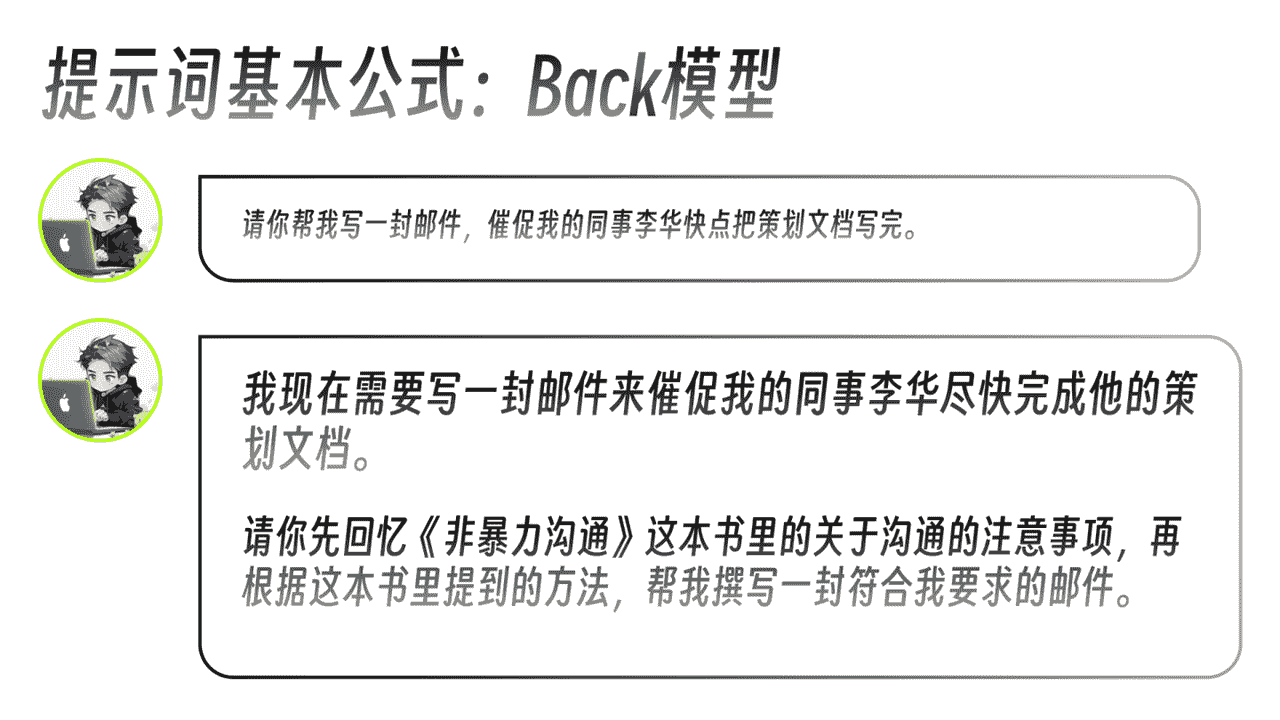 提示词基本公式：Back模型
请你帮我写一封邮件，催促我的同事李华快点把策划文档写完。
我现在需要写一封邮件来催促我的同事李华尽快完成他的策
划文档。
请你先回忆《非暴力沟通》这本书里的关于沟通的注意事项，再
根据这本书里提到的方法，帮我撰写一封符合我要求的邮件。